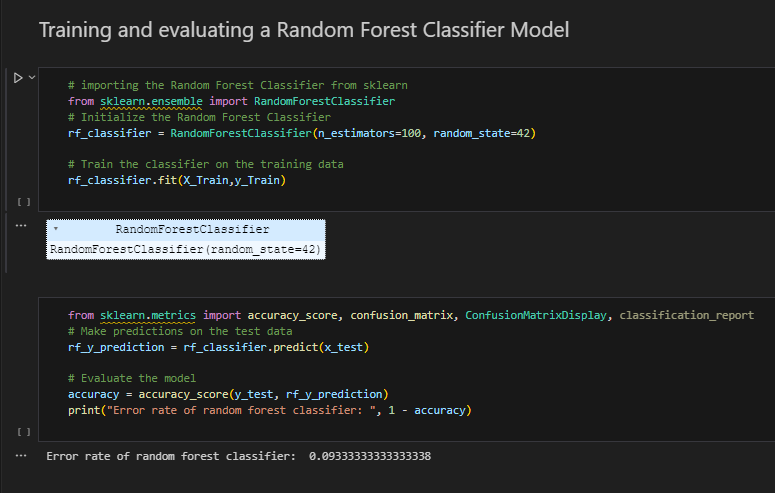 Training and evaluating a Random Forest Classifier Model
# importing the Random Forest Classifier from sklearn
from sklearn.ensemble import RandomForestClassifier
# Initialize the Random Forest Classifier
rf_classifier = RandomForestClassifier(n_estimators=100, random_state=42)
# Train the classifier on the training data
rf_classifier.fit(X_Train,y_Train)
[ ]
...
RandomForestClassifier
RandomForestClassifier(random_state=42)
from sklearn.metrics import accuracy_score, confusion_matrix, ConfusionMatrixDisplay, classification_report
# Make predictions on the test data
rf_y_prediction = rf_classifier.predict(x_test)
# Evaluate the model
accuracy = accuracy_score(y_test, rf_y_prediction)
print("Error rate of random forest classifier: ", 1 - accuracy)
[ ]
... Error rate of random forest classifier:  0.09333333333333338